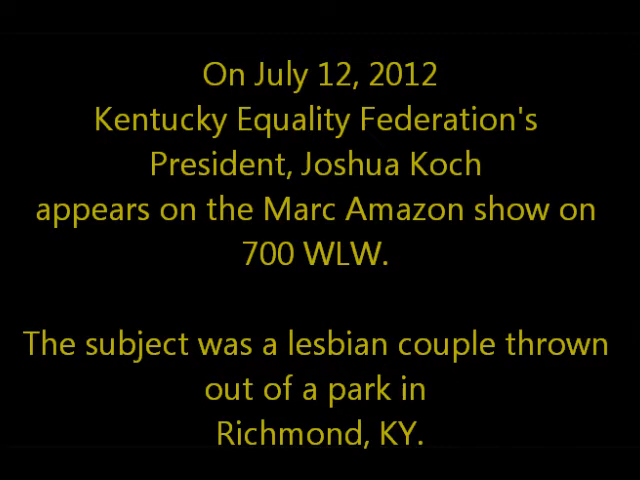 On July 12, 2012
Kentucky Equality Federation's
President, Joshua Koch
appears on the Marc Amazon show on
700 WLW.
The subject was a lesbian couple thrown
out of a park in
Richmond, KY.